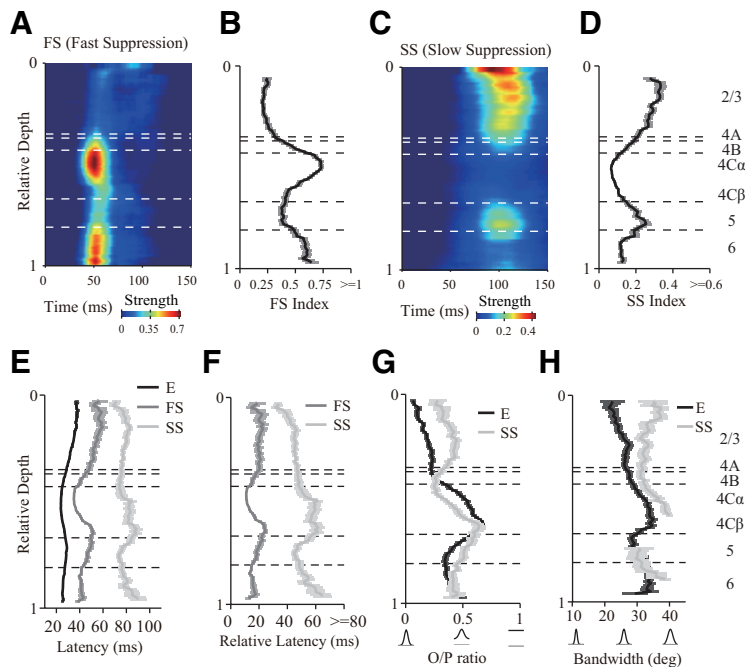 A
FS (Fast Suppression)
B
C
SS (Slow Suppression)
D
0
Relative Depth
1
0 50 100 150
Time (ms)
Strength
0 0.35 0.7
0
1
0.25 0.5 0.75 >=1
FS Index
0
1
0 50 100 150
Time (ms)
Strength
0 0.2 0.4
0
1
0 0.2 0.4 >=0.6
SS Index
2/3
4A
4B
4Cα
4Cβ
5
6
E
F
G
H
0
Relative Depth
1
E
FS
SS
20 40 60 80 100
Latency (ms)
0
1
FS
SS
0 20 40 60 >=80
Relative Latency (ms)
0
1
E
SS
0 0.5 1
O/P ratio
0
1
E
SS
10 30 40
Bandwidth (deg)
2/3
4A
4B
4Cα
4Cβ
5
6